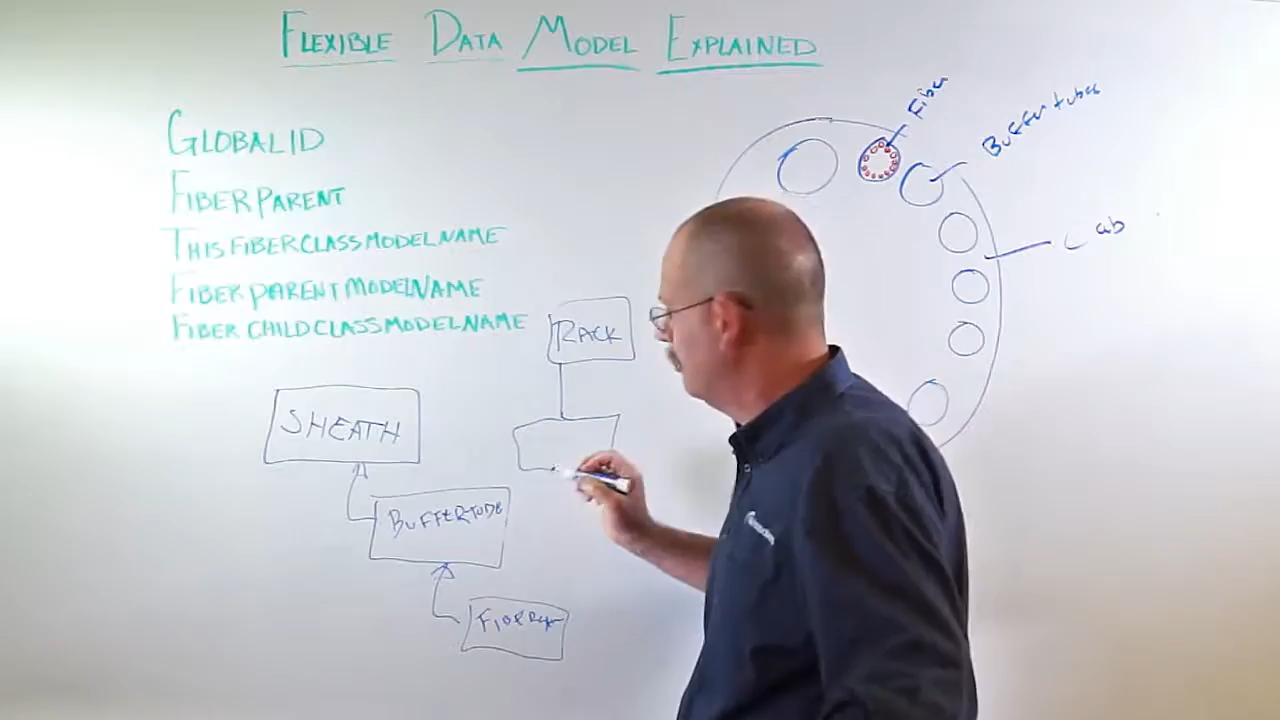 FLEXIBLE DATA MODEL EXPLAINED
GLOBALID
FIBERPARENT
THISFIBERCLASSMODELNAME
FIBERPARENTMODELNAME
FIBERCHILDCLASSMODELNAME
Fiber
Buffer tubes
RACK
SHEATH
BUFFERTUBE